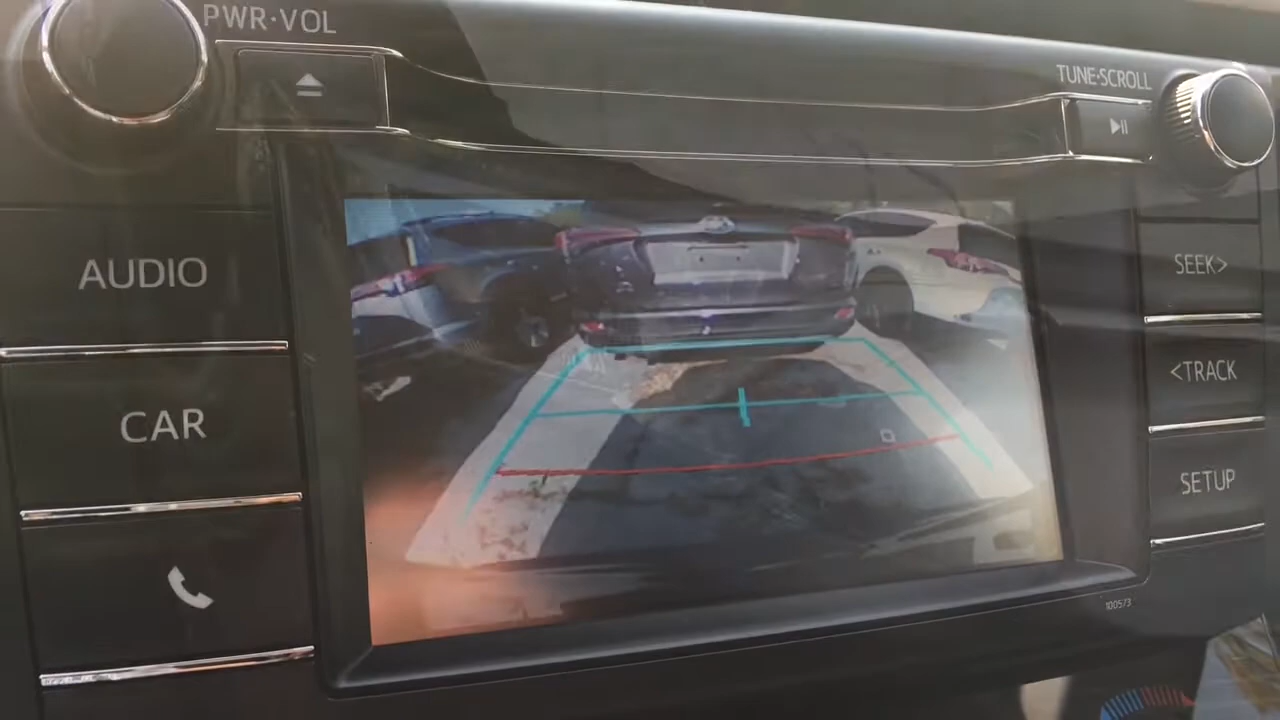 PWR·VOL
TUNE·SCROLL
AUDIO
SEEK>
<TRACK
CAR
SETUP
100573